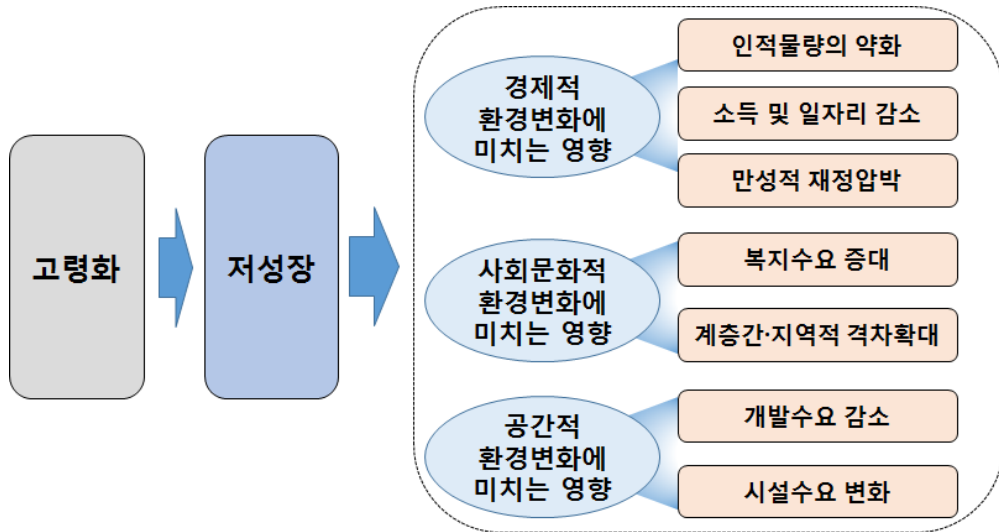 고령화
저성장
경제적
환경변화에
미치는 영향
인적물량의 약화
소득 및 일자리 감소
만성적 재정압박
사회문화적
환경변화에
미치는 영향
복지수요 증대
계층간·지역적 격차확대
공간적
환경변화에
미치는 영향
개발수요 감소
시설수요 변화